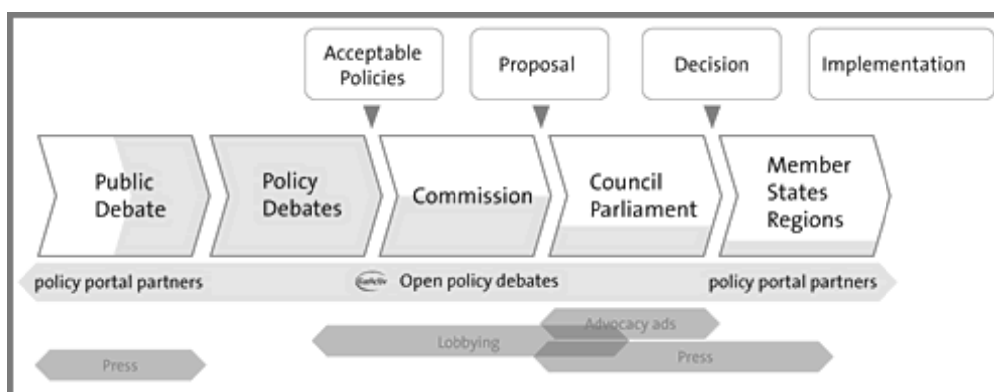 Acceptable
Policies
Proposal
Decision
Implementation
Public
Debate
Policy
Debates
Commission
Council
Parliament
Member
States
Regions
policy portal partners
EurActiv
Open policy debates
policy portal partners
Advocacy ads
Lobbying
Press
Press